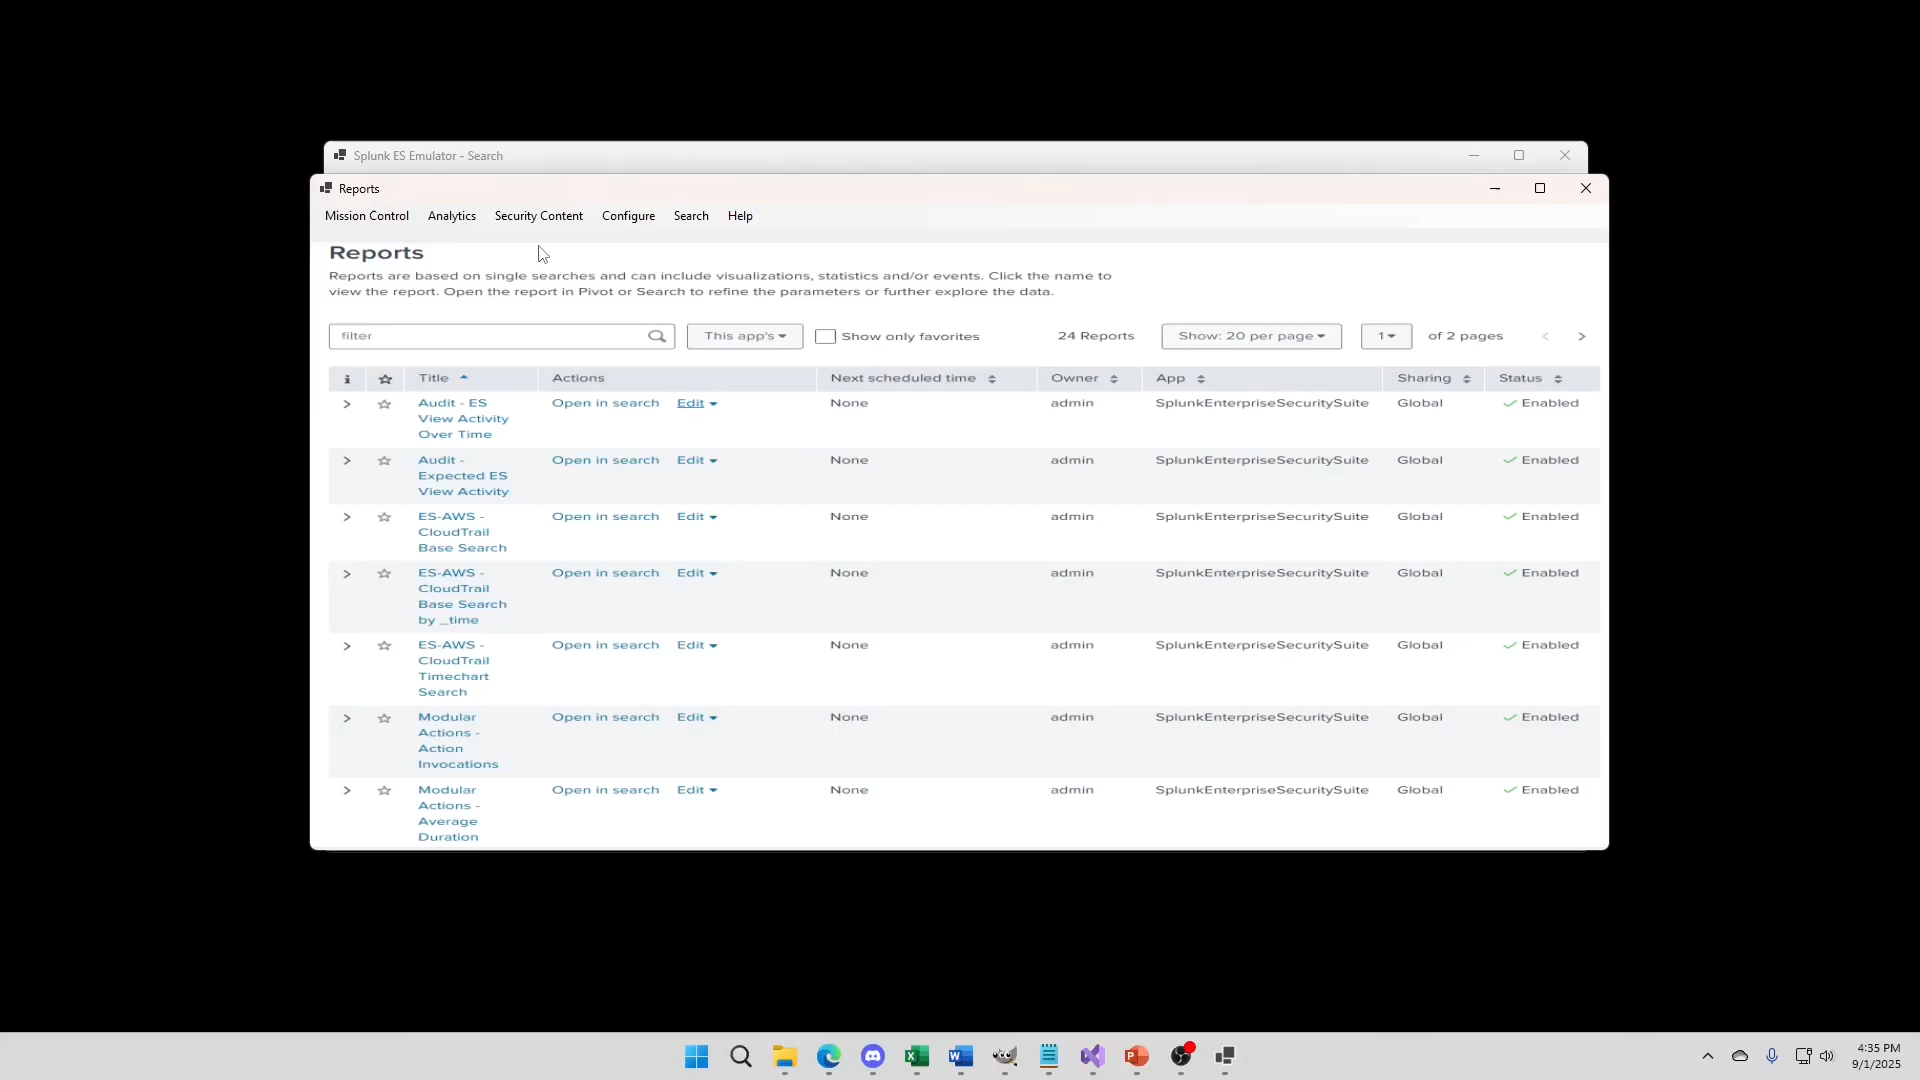 Splunk ES Emulator - Search
Reports
Mission Control Analytics Security Content Configure Search Help
Reports
Reports are based on single searches and can include visualizations, statistics and/or events. Click the name to
view the report. Open the report in Pivot or Search to refine the parameters or further explore the data.
filter This app's Show only favorites 24 Reports Show: 20 per page 1 of 2 pages
i Title Actions Next scheduled time Owner App Sharing Status
Audit - ES Open in search Edit None admin SplunkEnterpriseSecuritySuite Global Enabled
View Activity
Over Time
Audit - Open in search Edit None admin SplunkEnterpriseSecuritySuite Global Enabled
Expected ES
View Activity
ES-AWS - Open in search Edit None admin SplunkEnterpriseSecuritySuite Global Enabled
CloudTrail
Base Search
ES-AWS - Open in search Edit None admin SplunkEnterpriseSecuritySuite Global Enabled
CloudTrail
Base Search
by _time
ES-AWS - Open in search Edit None admin SplunkEnterpriseSecuritySuite Global Enabled
CloudTrail
Timechart
Search
Modular Open in search Edit None admin SplunkEnterpriseSecuritySuite Global Enabled
Actions -
Action
Invocations
Modular Open in search Edit None admin SplunkEnterpriseSecuritySuite Global Enabled
Actions -
Average
Duration
4:35 PM
9/1/2025